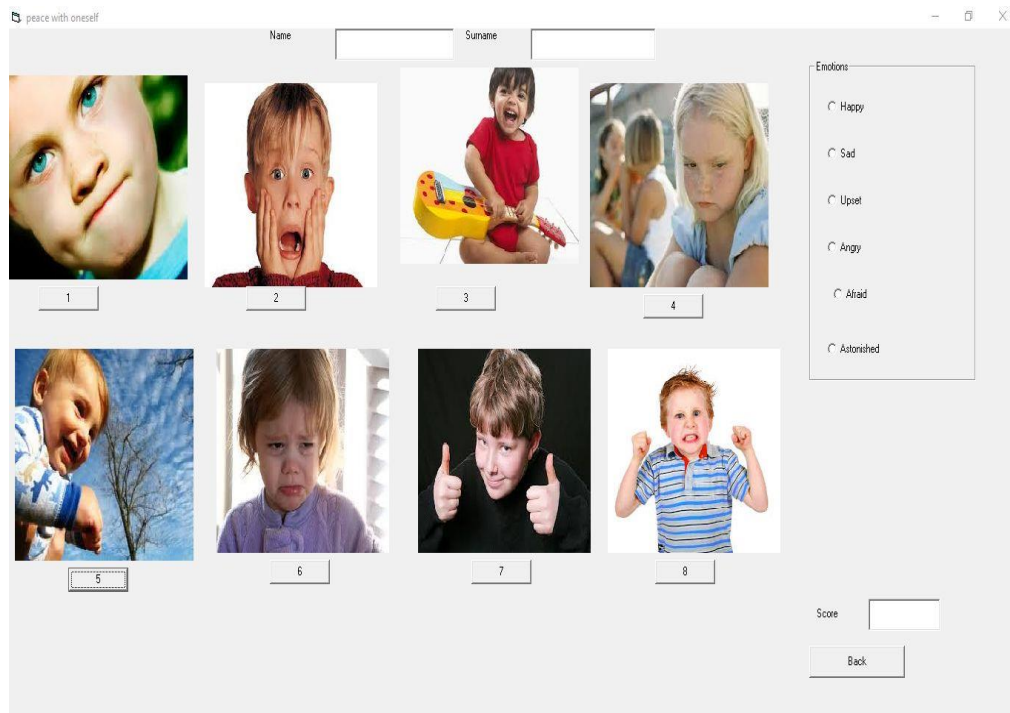 peace with oneself
Name
Surname
Emotions
Happy
Sad
Upset
Angry
Afraid
Astonished
1
2
3
4
5
6
7
8
Score
Back